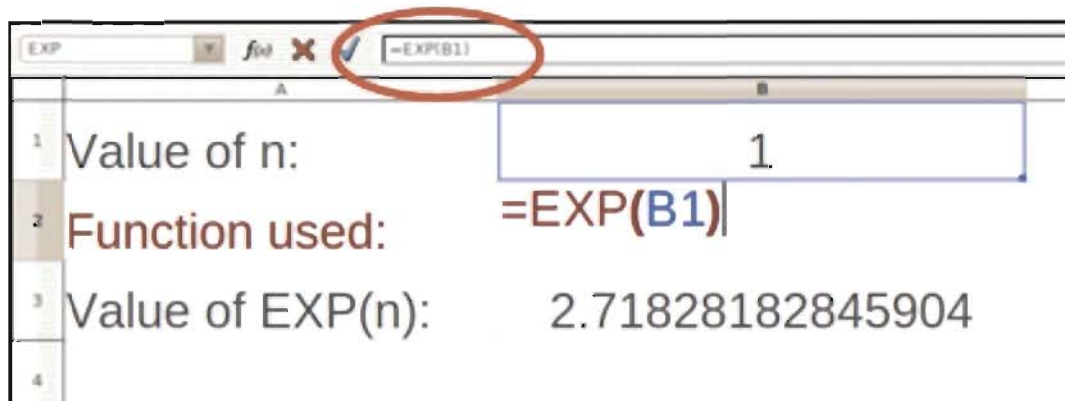 EXP f(x) =EXP(B1)
A B
1 Value of n: 1
2 Function used: =EXP(B1)
3 Value of EXP(n): 2.71828182845904
4